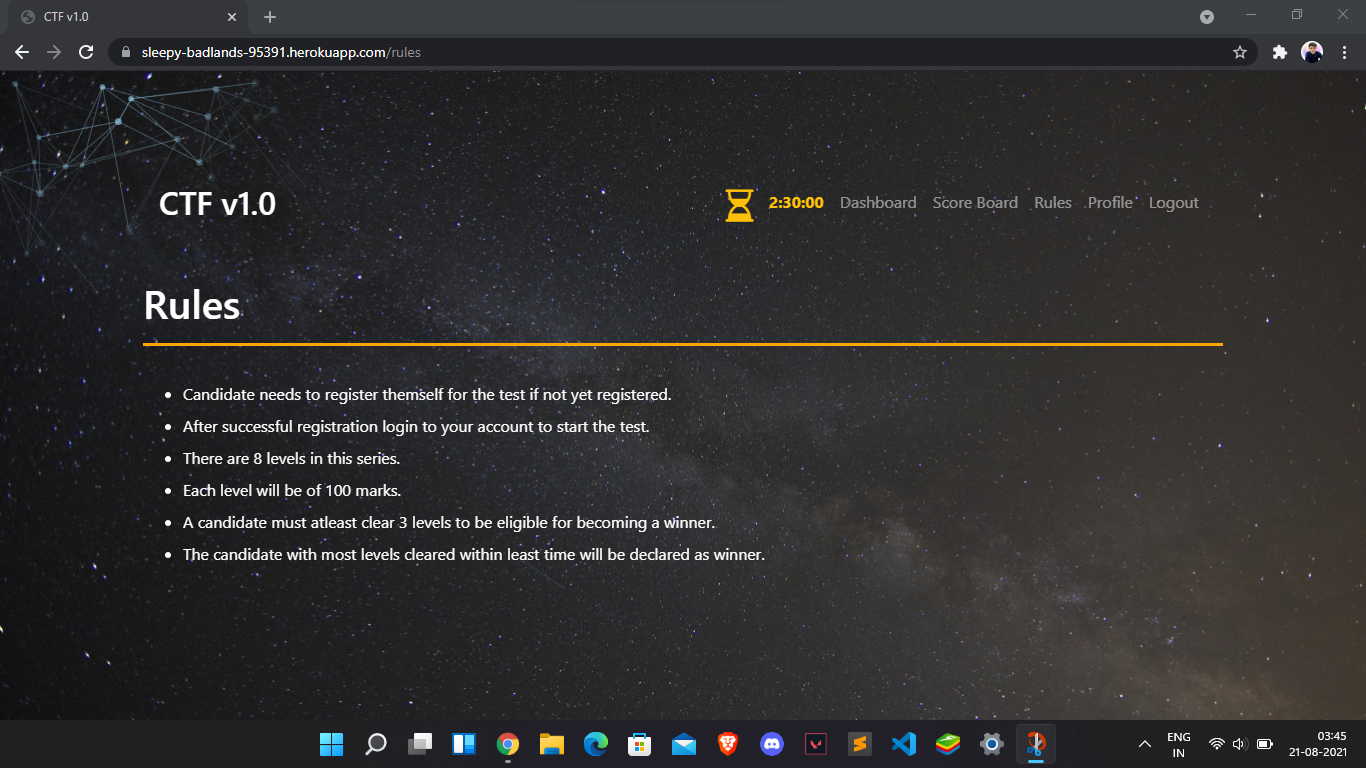 CTF v1.0
sleepy-badlands-95391.herokuapp.com/rules
CTF v1.0
2:30:00 Dashboard Score Board Rules Profile Logout
Rules
Candidate needs to register themself for the test if not yet registered.
After successful registration login to your account to start the test.
There are 8 levels in this series.
Each level will be of 100 marks.
A candidate must atleast clear 3 levels to be eligible for becoming a winner.
The candidate with most levels cleared within least time will be declared as winner.
ENG
IN
03:45
21-08-2021